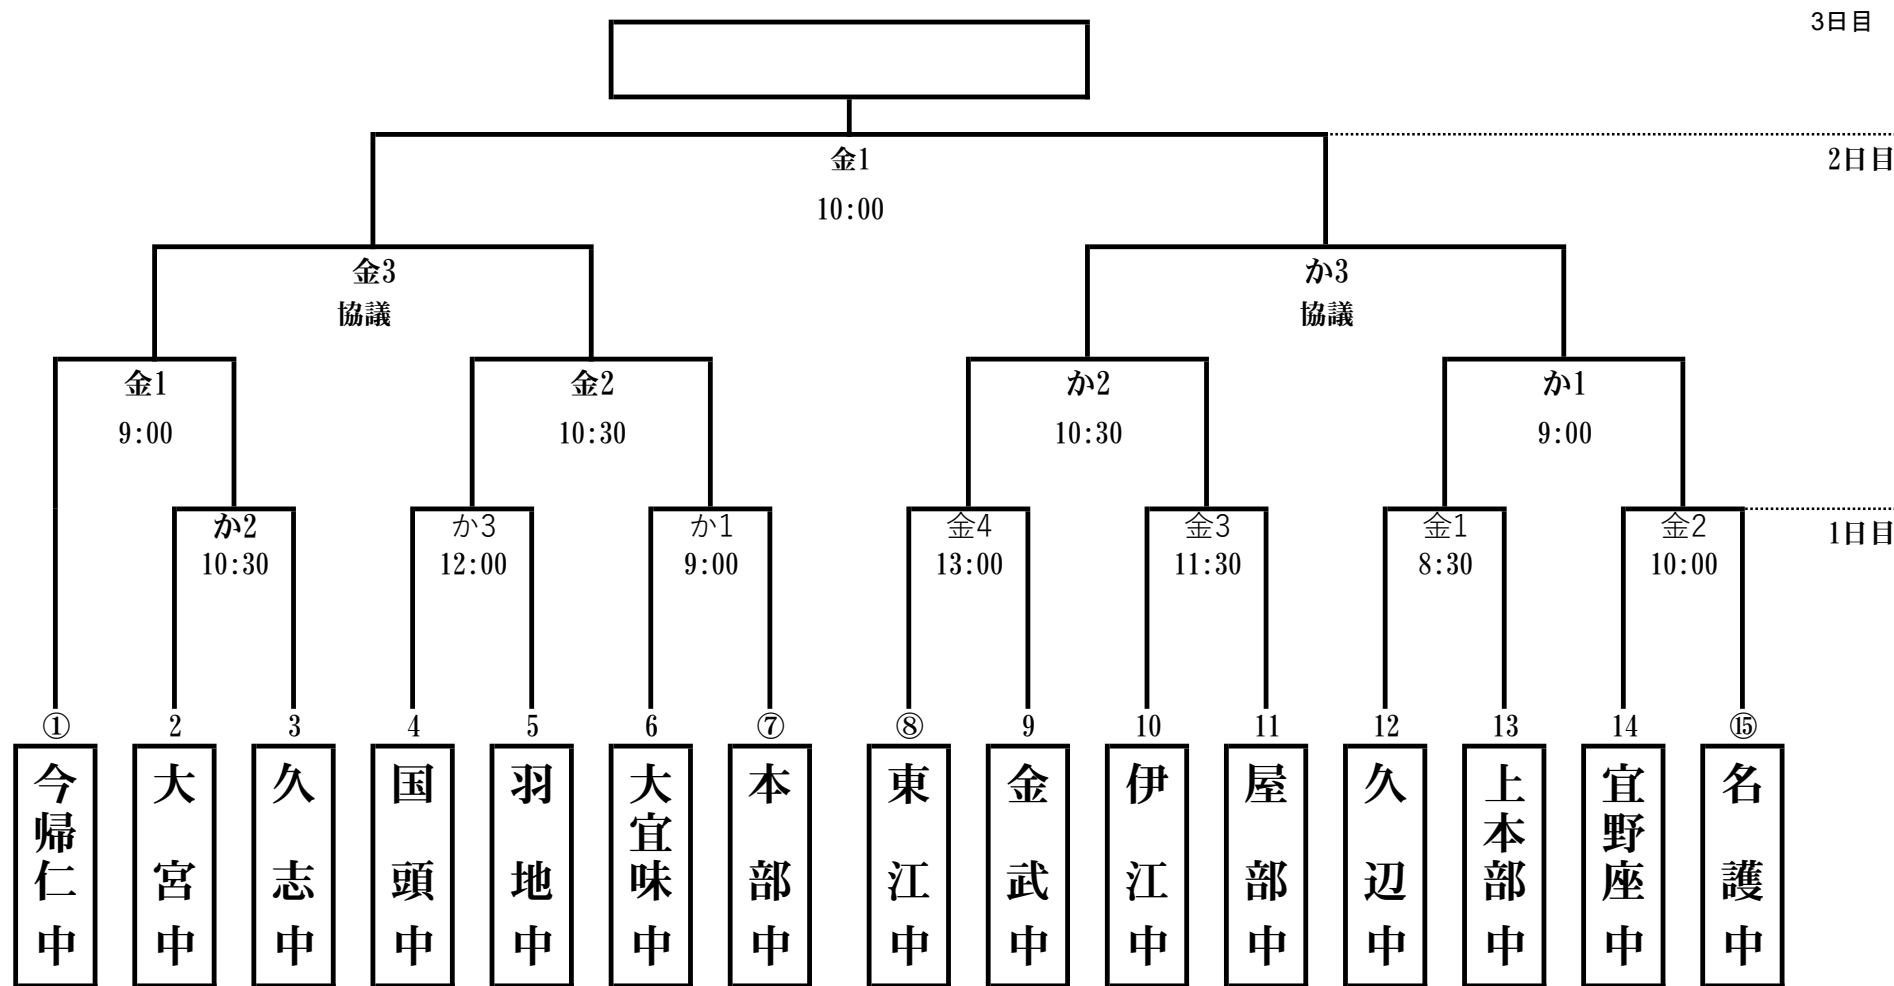 3日目
金1
2日目
10:00
金3
か3
協議
協議
金1
金2
か2
か1
9:00
10:30
10:30
9:00
か2
か3
か1
金4
金3
金1
金2
1日目
10:30
12:00
9:00
13:00
11:30
8:30
10:00
①
2
3
4
5
6
⑦
⑧
9
10
11
12
13
14
⑮
今帰仁中
大宮中
久志中
国頭中
羽地中
大宜味中
本部中
東江中
金武中
伊江中
屋部中
久辺中
上本部中
宜野座中
名護中